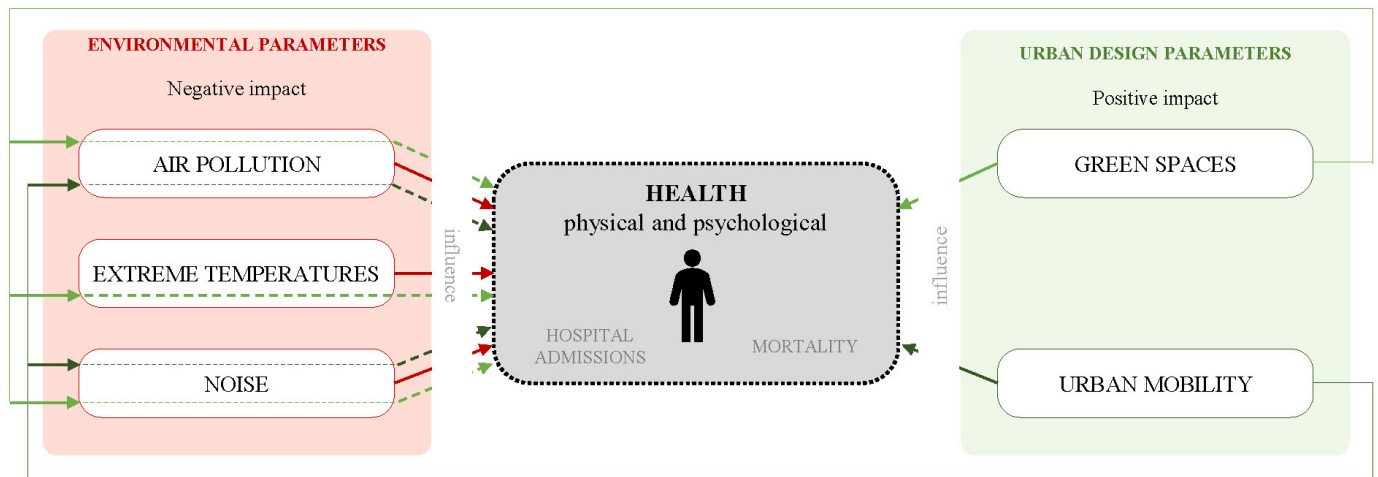 ENVIRONMENTAL PARAMETERS
Negative impact
AIR POLLUTION
EXTREME TEMPERATURES
NOISE
influence
HEALTH
physical and psychological
HOSPITAL
ADMISSIONS
MORTALITY
influence
URBAN DESIGN PARAMETERS
Positive impact
GREEN SPACES
URBAN MOBILITY